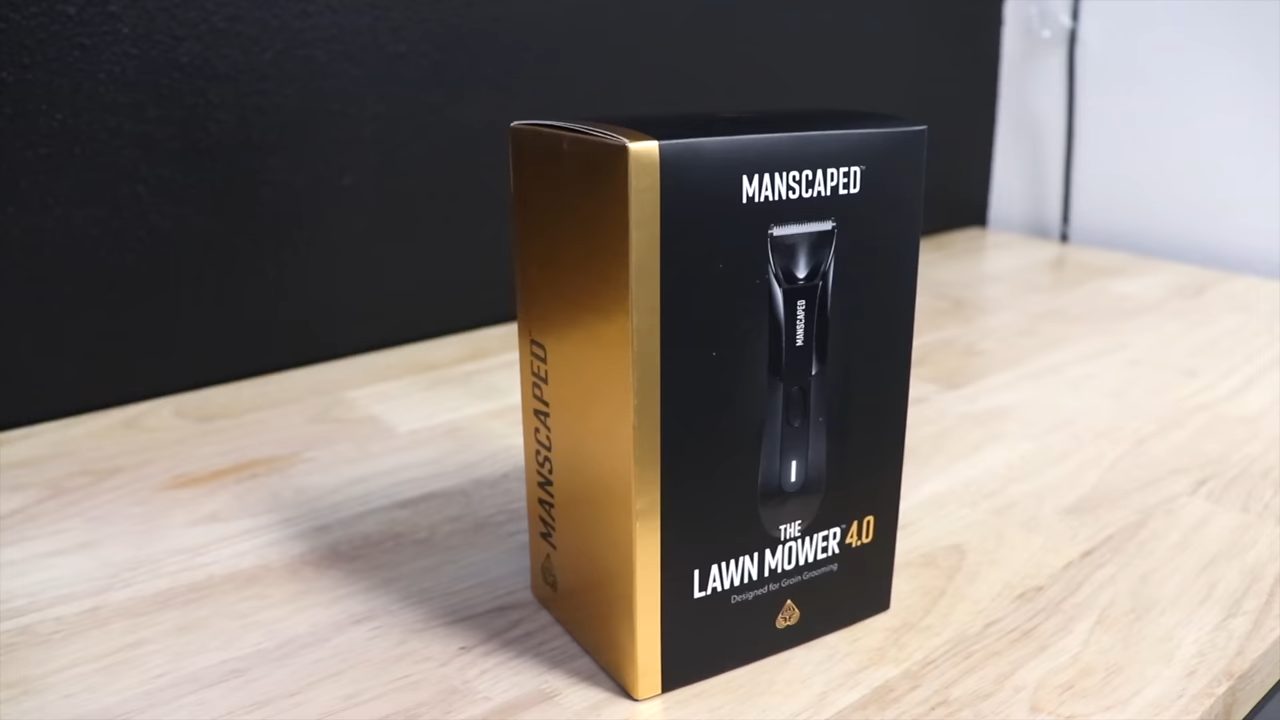 MANSCAPED™
MANSCAPED
THE
LAWN MOWER™ 4.0
Designed for Groin Grooming
MANSCAPED™